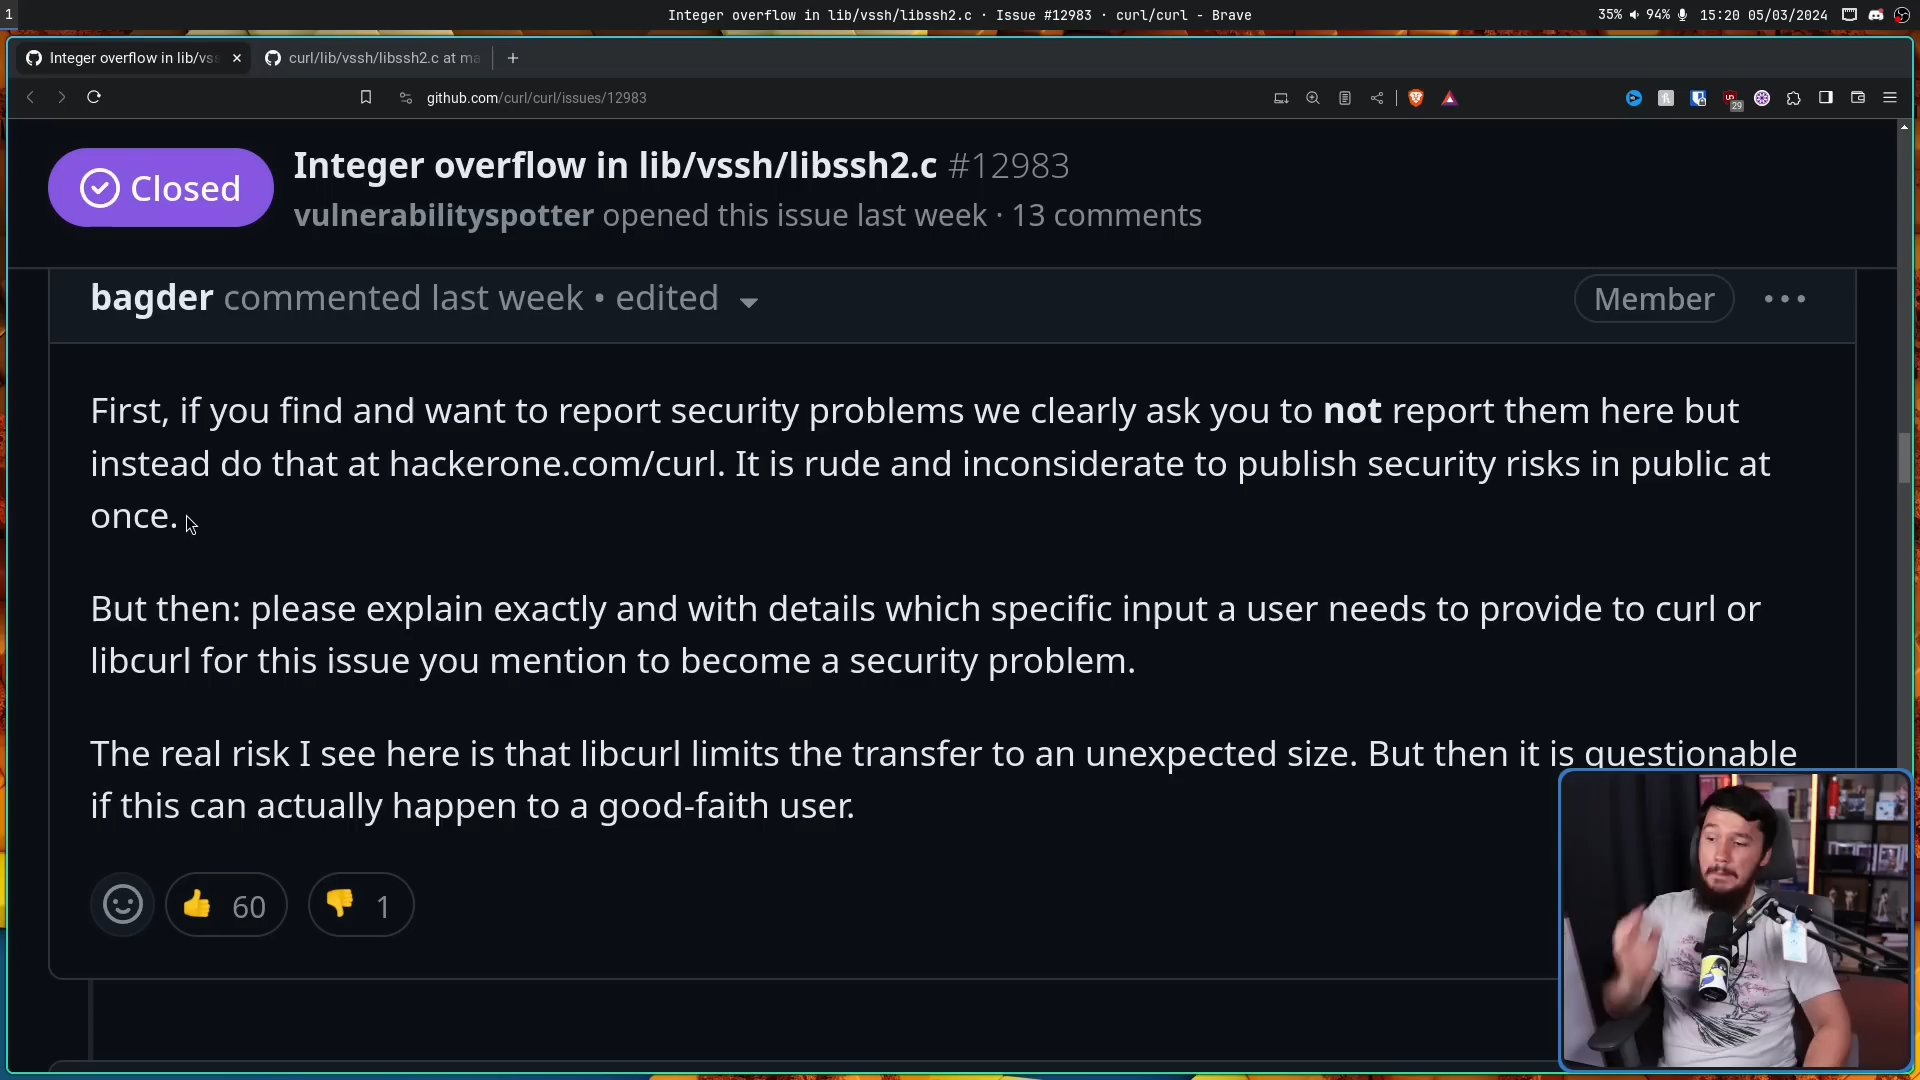 1
Integer overflow in lib/vssh/libssh2.c · Issue #12983 · curl/curl - Brave
35% 94% 15:20 05/03/2024
Integer overflow in lib/vss
curl/lib/vssh/libssh2.c at ma
github.com/curl/curl/issues/12983
29
Closed
Integer overflow in lib/vssh/libssh2.c #12983
vulnerabilityspotter opened this issue last week · 13 comments
bagder commented last week • edited
Member
First, if you find and want to report security problems we clearly ask you to not report them here but
instead do that at hackerone.com/curl. It is rude and inconsiderate to publish security risks in public at
once.
But then: please explain exactly and with details which specific input a user needs to provide to curl or
libcurl for this issue you mention to become a security problem.
The real risk I see here is that libcurl limits the transfer to an unexpected size. But then it is questionable
if this can actually happen to a good-faith user.
60
1